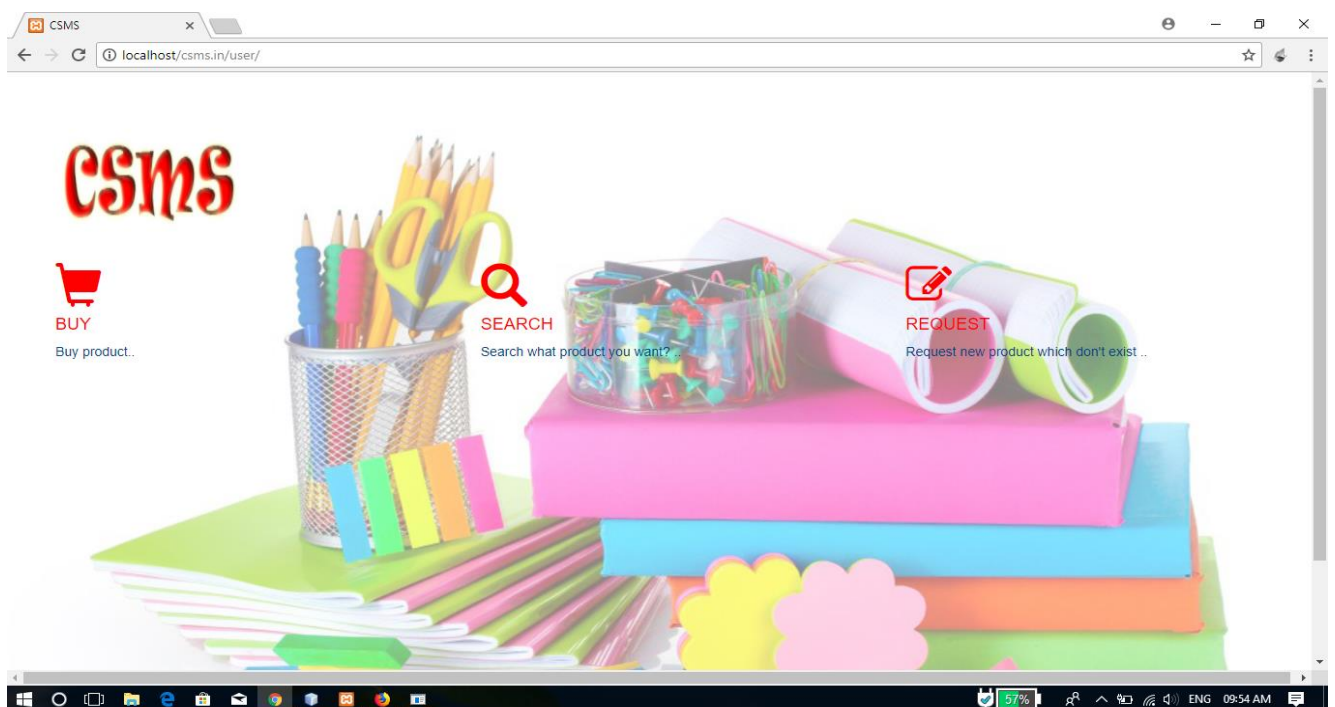 CSMS
localhost/csms.in/user/
CSMS
BUY
SEARCH
REQUEST
Buy product..
Search what product you want? ..
Request new product which don't exist ..
57%
ENG
09:54 AM